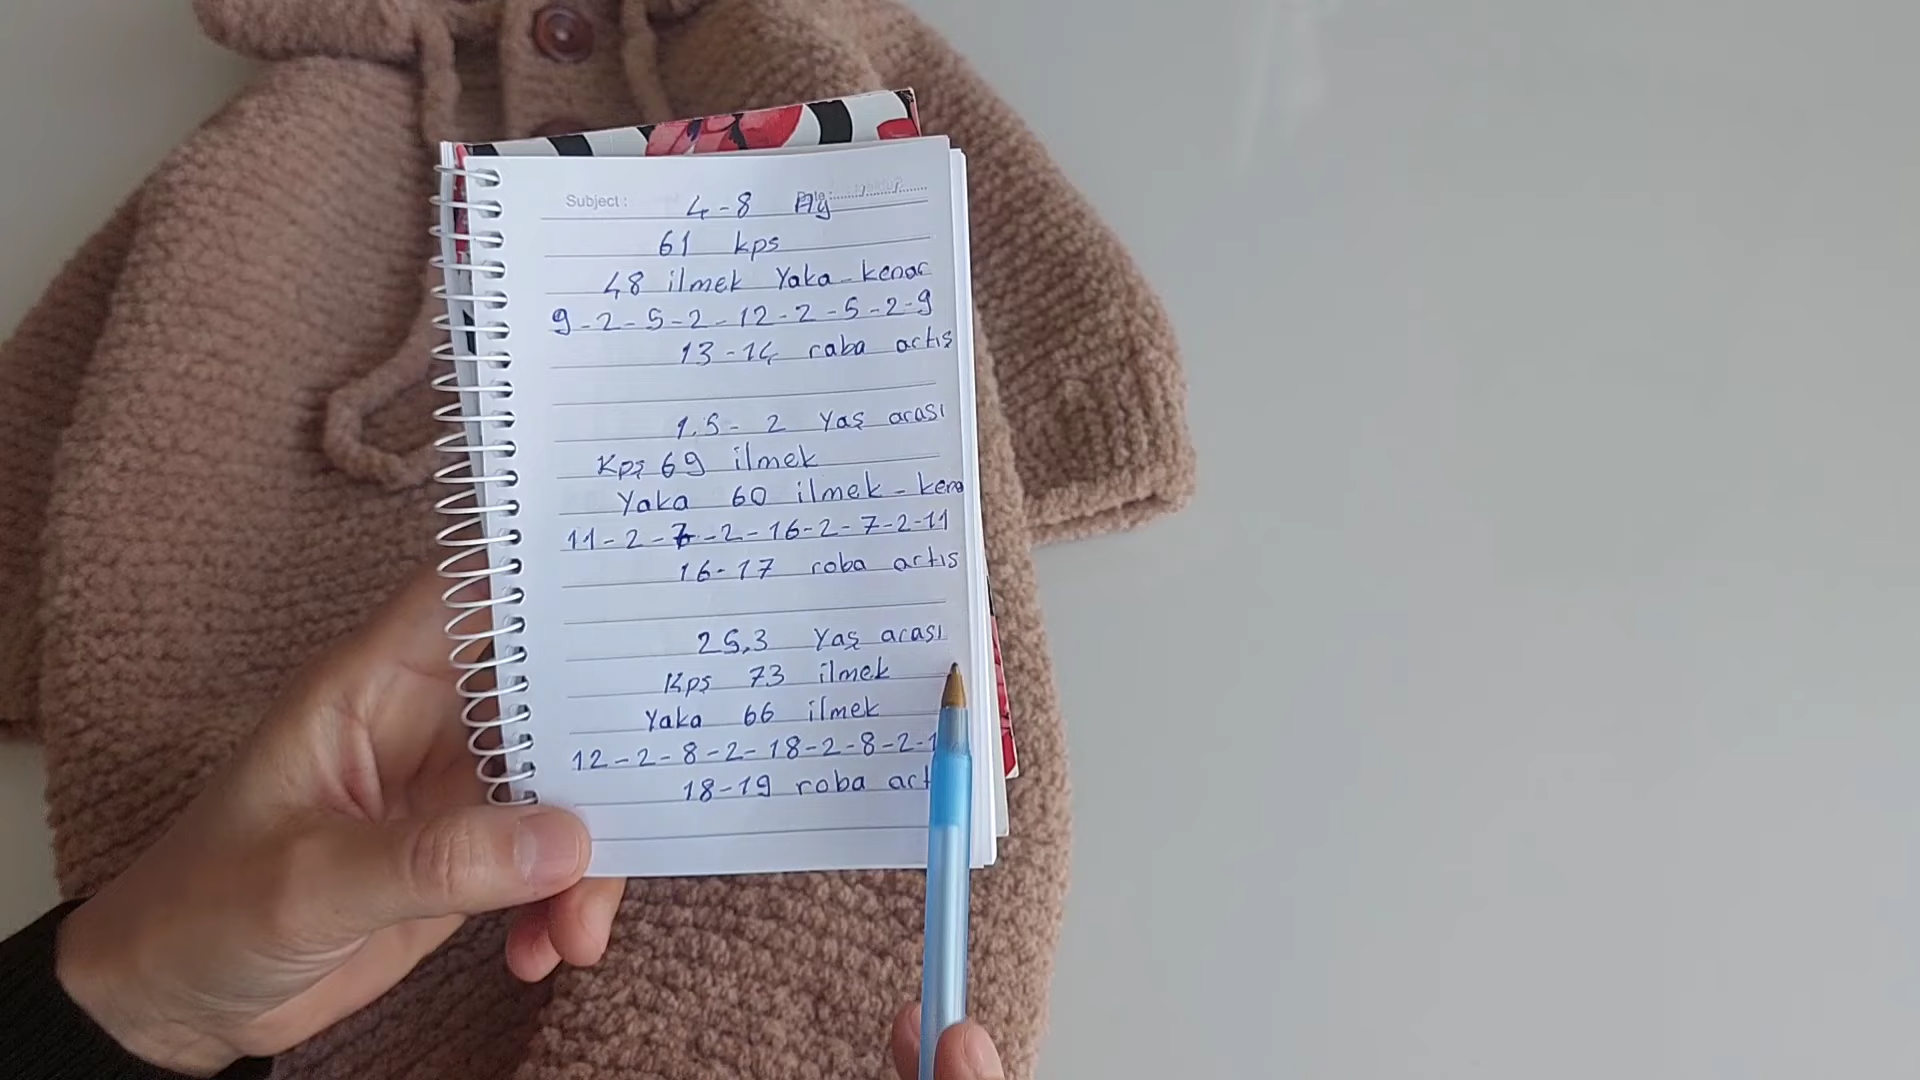 Subject :
4-8 Ay
61 kps
48 ilmek Yaka-kenar
9-2-5-2-12-2-5-2-9
13-14 roba artış
1.5-2 Yaş arası
Kpş 69 ilmek
Yaka 60 ilmek-kena
11-2-7-2-16-2-7-2-11
16-17 roba artış
25,3 Yaş arası
Kpş 73 ilmek
Yaka 66 ilmek
12-2-8-2-18-2-8-2-1
18-19 roba art